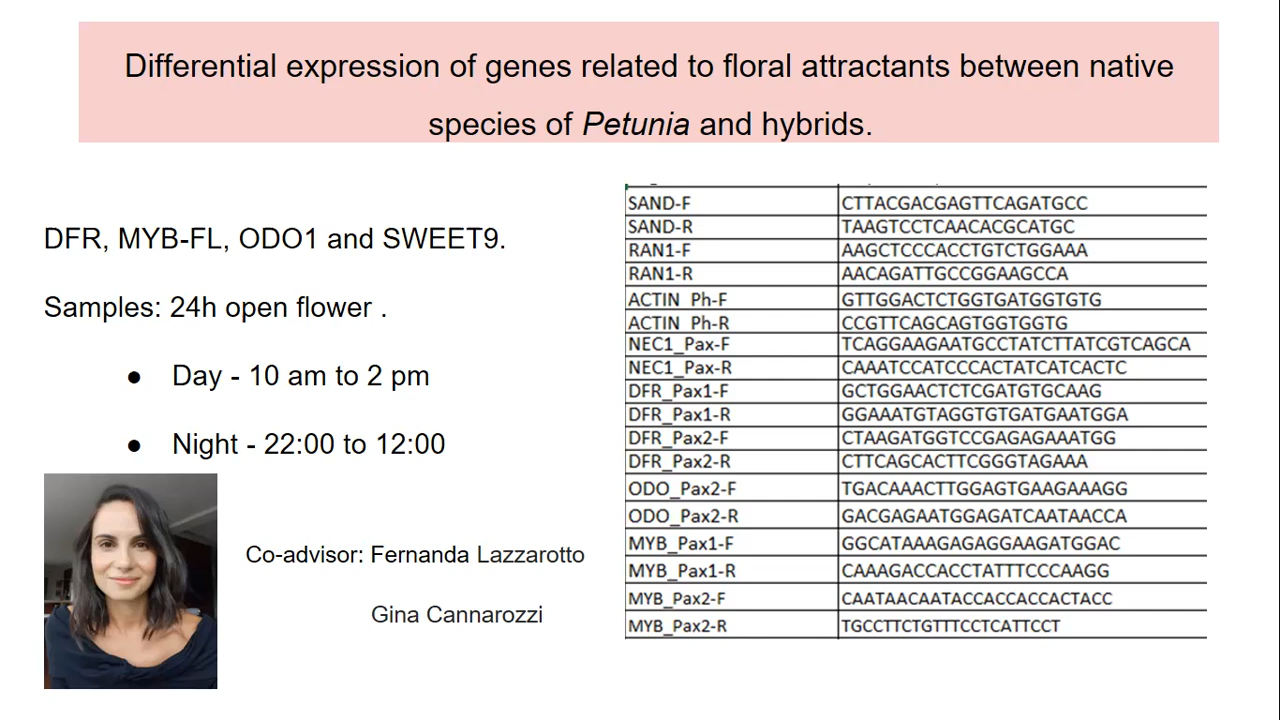 Differential expression of genes related to floral attractants between native
species of Petunia and hybrids.
DFR, MYB-FL, ODO1 and SWEET9.
Samples: 24h open flower .
● Day - 10 am to 2 pm
● Night - 22:00 to 12:00
Co-advisor: Fernanda Lazzarotto
Gina Cannarozzi
SAND-F CTTACGACGAGTTCAGATGCC
SAND-R TAAGTCCTCAACACGCATGC
RAN1-F AAGCTCCCACCTGTCTGGAAA
RAN1-R AACAGATTGCCGGAAGCCA
ACTIN_Ph-F GTTGGACTCTGGTGATGGTGTG
ACTIN_Ph-R CCGTTCAGCAGTGGTGGTG
NEC1_Pax-F TCAGGAAGAATGCCTATCTTATCGTCAGCA
NEC1_Pax-R CAAATCCATCCCACTATCATCACTC
DFR_Pax1-F GCTGGAACTCTCGATGTGCAAG
DFR_Pax1-R GGAAATGTAGGTGTGATGAATGGA
DFR_Pax2-F CTAAGATGGTCCGAGAGAAATGG
DFR_Pax2-R CTTCAGCACTTCGGGTAGAAA
ODO_Pax2-F TGACAAACTTGGAGTGAAGAAAGG
ODO_Pax2-R GACGAGAATGGAGATCAATAACCA
MYB_Pax1-F GGCATAAAGAGAGGAAGATGGAC
MYB_Pax1-R CAAAGACCACCTATTTCCCAAGG
MYB_Pax2-F CAATAACAATACCACCACCACTACC
MYB_Pax2-R TGCCTTCTGTTTCCTCATTCCT